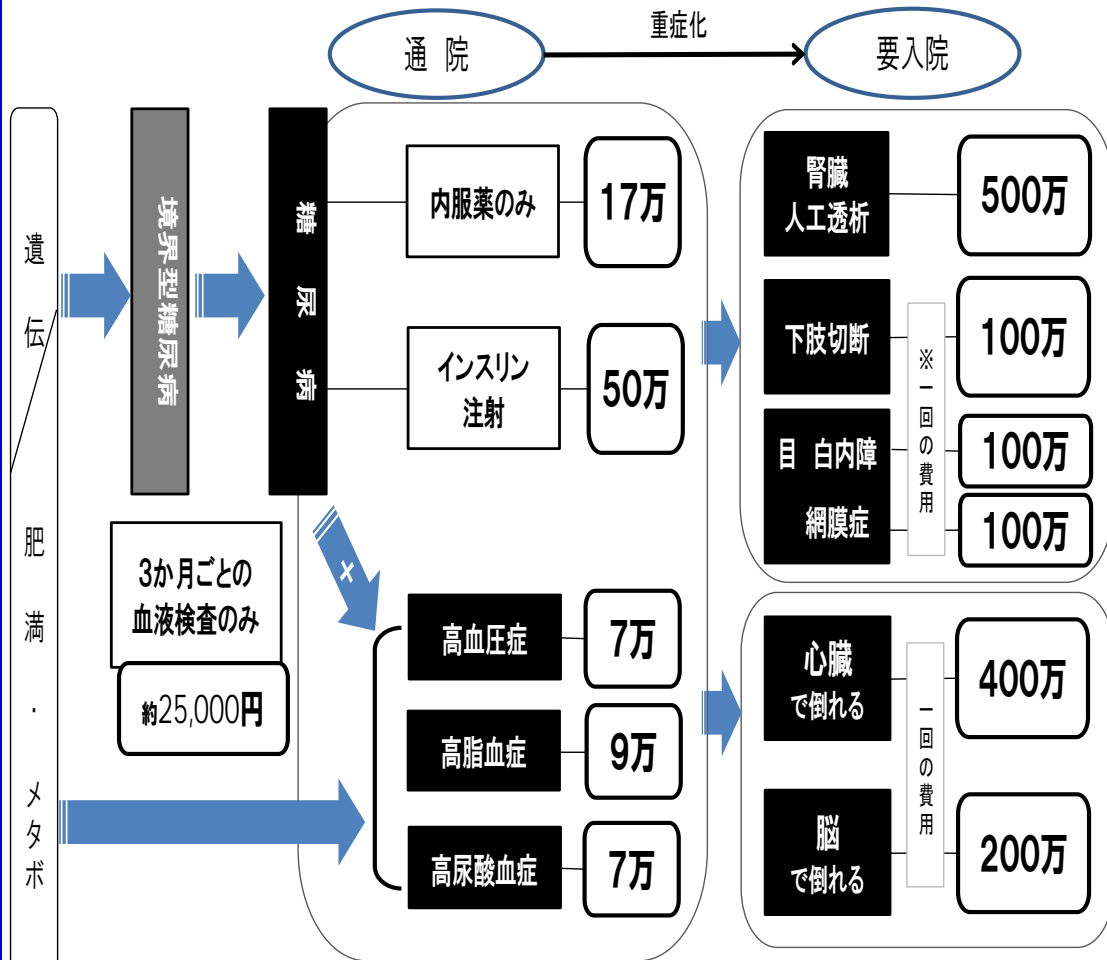 通 院
重症化
要入院
遺伝
肥満・メタボ
境界型糖尿病
3か月ごとの
血液検査のみ
約25,000円
糖尿病
内服薬のみ
17万
インスリン
注射
50万
+
高血圧症
7万
高脂血症
9万
高尿酸血症
7万
腎臓
人工透析
500万
下肢切断
100万
※一回の費用
目 白内障
100万
網膜症
100万
心臓
で倒れる
400万
一回の費用
脳
で倒れる
200万